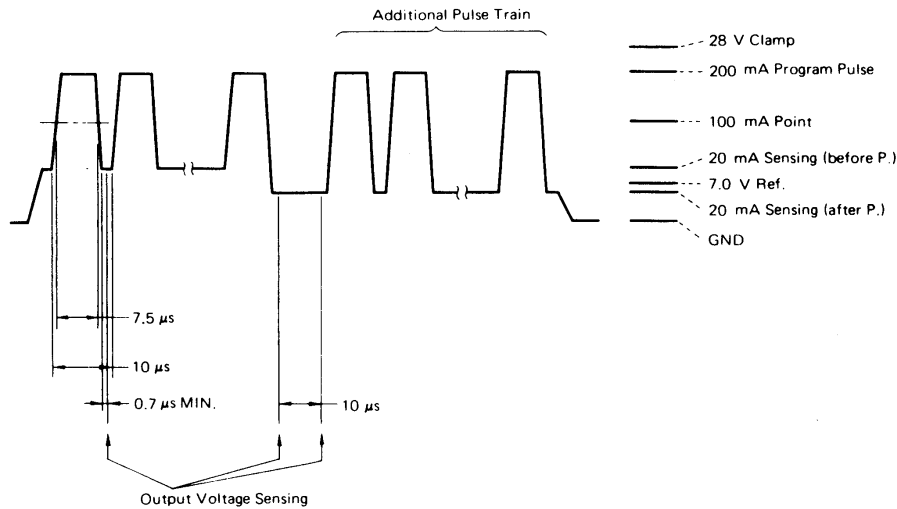 Additional Pulse Train
28 V Clamp
200 mA Program Pulse
100 mA Point
20 mA Sensing (before P.)
7.0 V Ref.
20 mA Sensing (after P.)
GND
7.5 μs
10 μs
0.7 μs MIN.
10 μs
Output Voltage Sensing